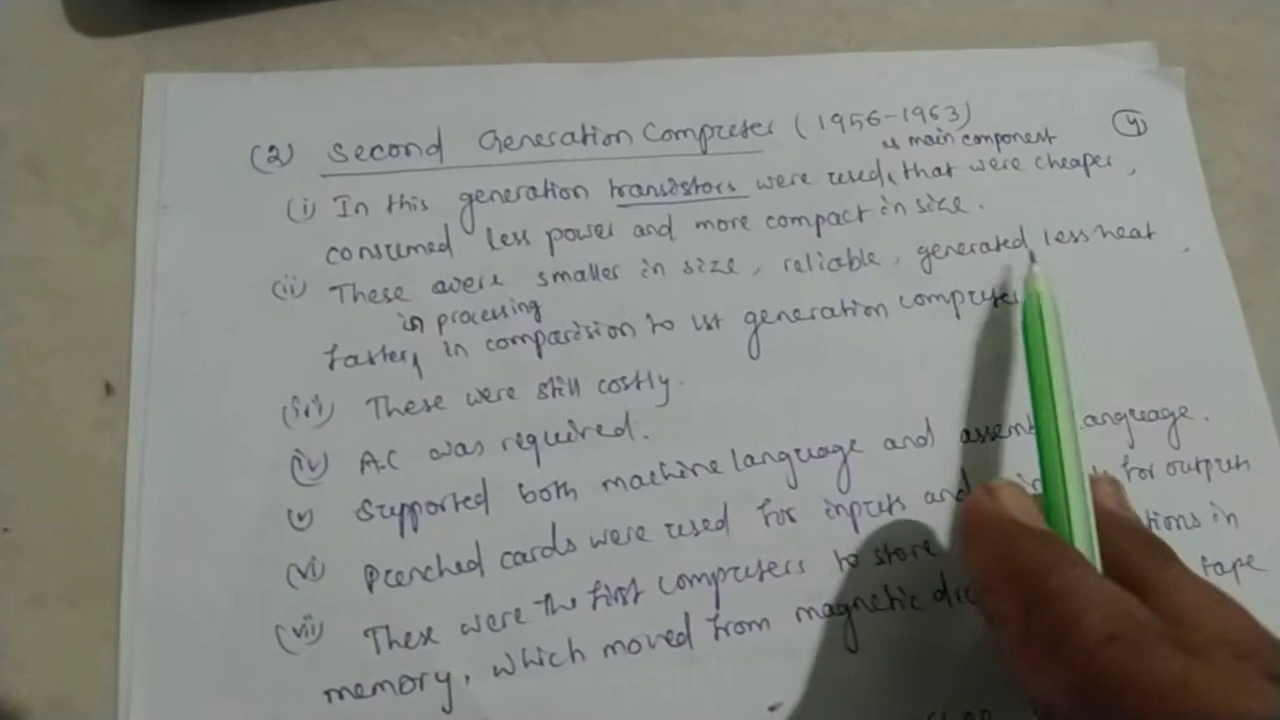 (2) Second Generation Computer (1956-1963)
(4)
as main component
(i) In this generation transistors were used, that were cheaper,
consumed less power and more compact in size.
(ii) These were smaller in size, reliable, generated less heat,
in processing
faster, in comparision to 1st generation computer
(iii) These were still costly.
(iv) A.C was required.
(v) Supported both machine language and assemb language.
(vi) Punched cards were used for inputs and for output
(vii) These were the first computers to store tions in
memory, which moved from magnetic tape